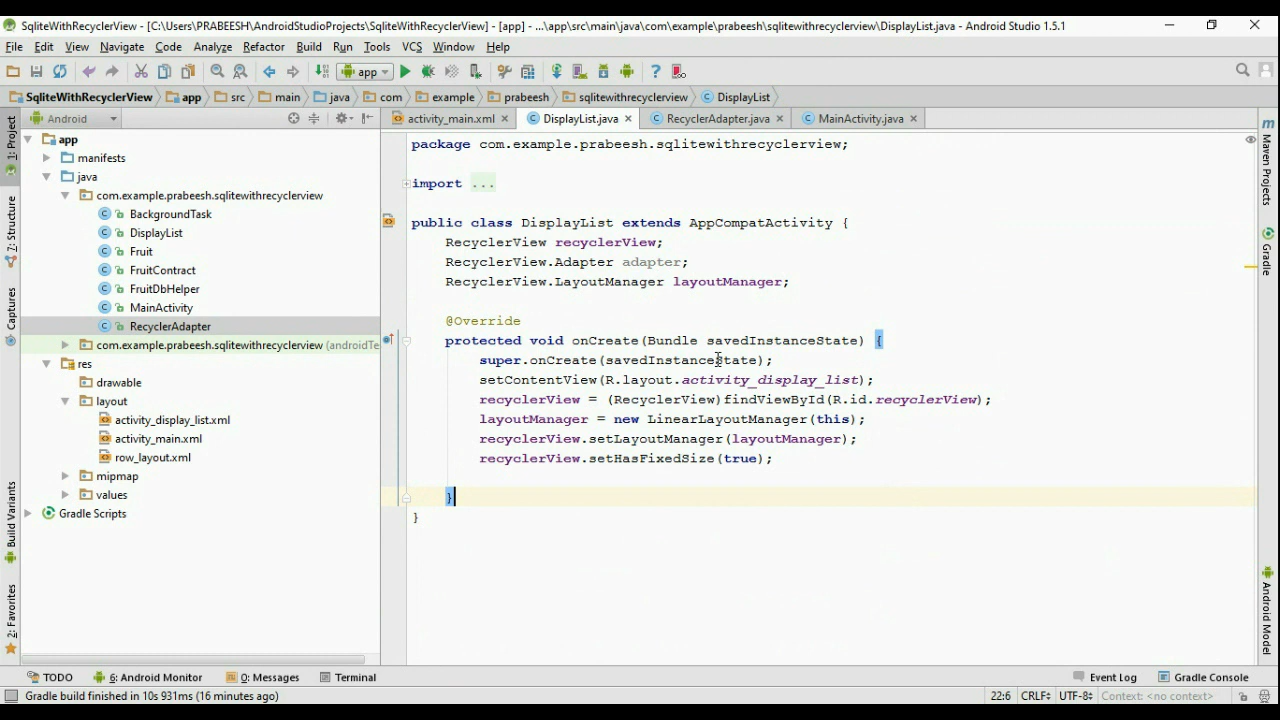 SqliteWithRecyclerView - [C:\Users\PRABEESH\AndroidStudioProjects\SqliteWithRecyclerView] - [app] - ...\app\src\main\java\com\example\prabeesh\sqlitewithrecyclerview\DisplayList.java - Android Studio 1.5.1
File Edit View Navigate Code Analyze Refactor Build Run Tools VCS Window Help
app
SqliteWithRecyclerView app src main java com example prabeesh sqlitewithrecyclerview DisplayList
Android
activity_main.xml DisplayList.java RecyclerAdapter.java MainActivity.java
1: Project
Z: Structure
Captures
Build Variants
2: Favorites
app
manifests
java
com.example.prabeesh.sqlitewithrecyclerview
BackgroundTask
DisplayList
Fruit
FruitContract
FruitDbHelper
MainActivity
RecyclerAdapter
com.example.prabeesh.sqlitewithrecyclerview (androidTe
res
drawable
layout
activity_display_list.xml
activity_main.xml
row_layout.xml
mipmap
values
Gradle Scripts
package com.example.prabeesh.sqlitewithrecyclerview;
import ...
public class DisplayList extends AppCompatActivity {
RecyclerView recyclerView;
RecyclerView.Adapter adapter;
RecyclerView.LayoutManager layoutManager;
@Override
protected void onCreate(Bundle savedInstanceState) {
super.onCreate(savedInstanceState);
setContentView(R.layout.activity_display_list);
recyclerView = (RecyclerView)findViewById(R.id.recyclerView);
layoutManager = new LinearLayoutManager(this);
recyclerView.setLayoutManager(layoutManager);
recyclerView.setHasFixedSize(true);
}
}
m
Maven Projects
Gradle
Android Model
TODO 6: Android Monitor 0: Messages Terminal Event Log Gradle Console
Gradle build finished in 10s 931ms (16 minutes ago) 22:6 CRLF UTF-8 Context: <no context>